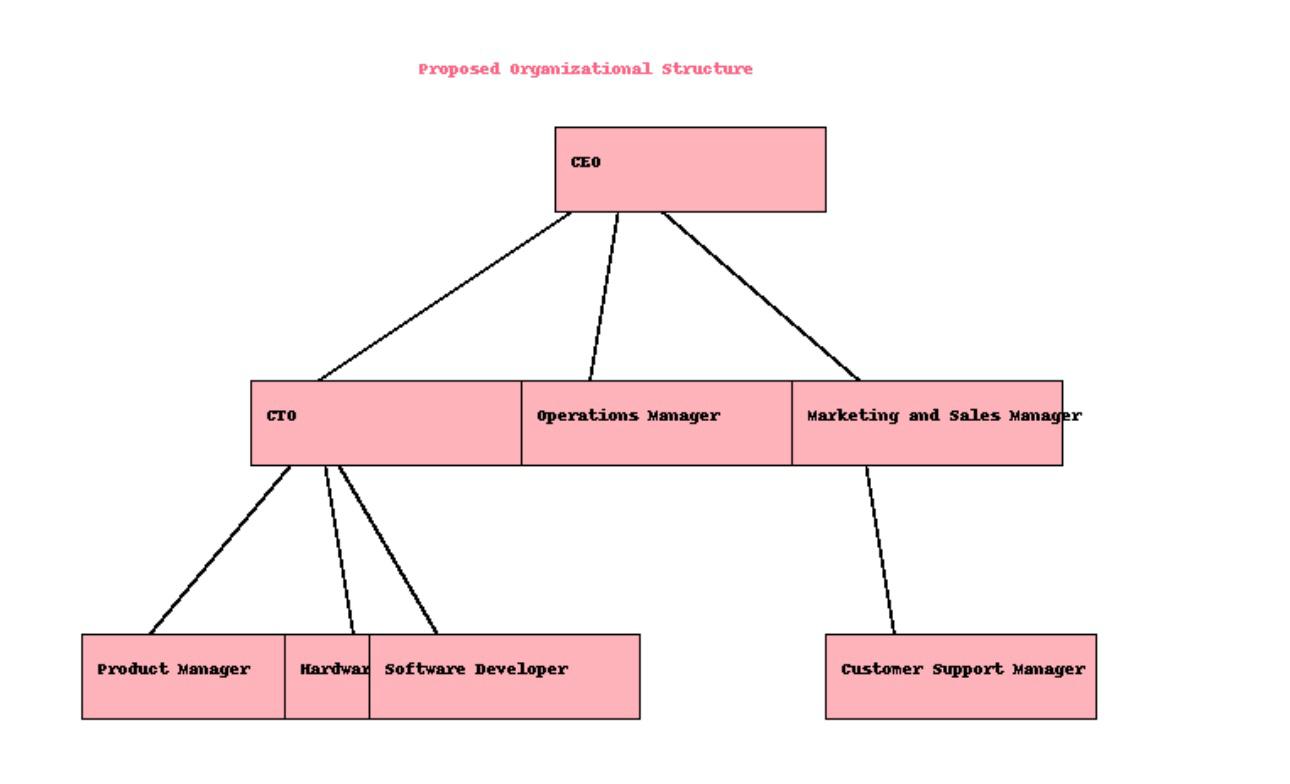 Proposed Organizational Structure
CEO
CTO
Operations Manager
Marketing and Sales Manager
Product Manager
Hardwar
Software Developer
Customer Support Manager